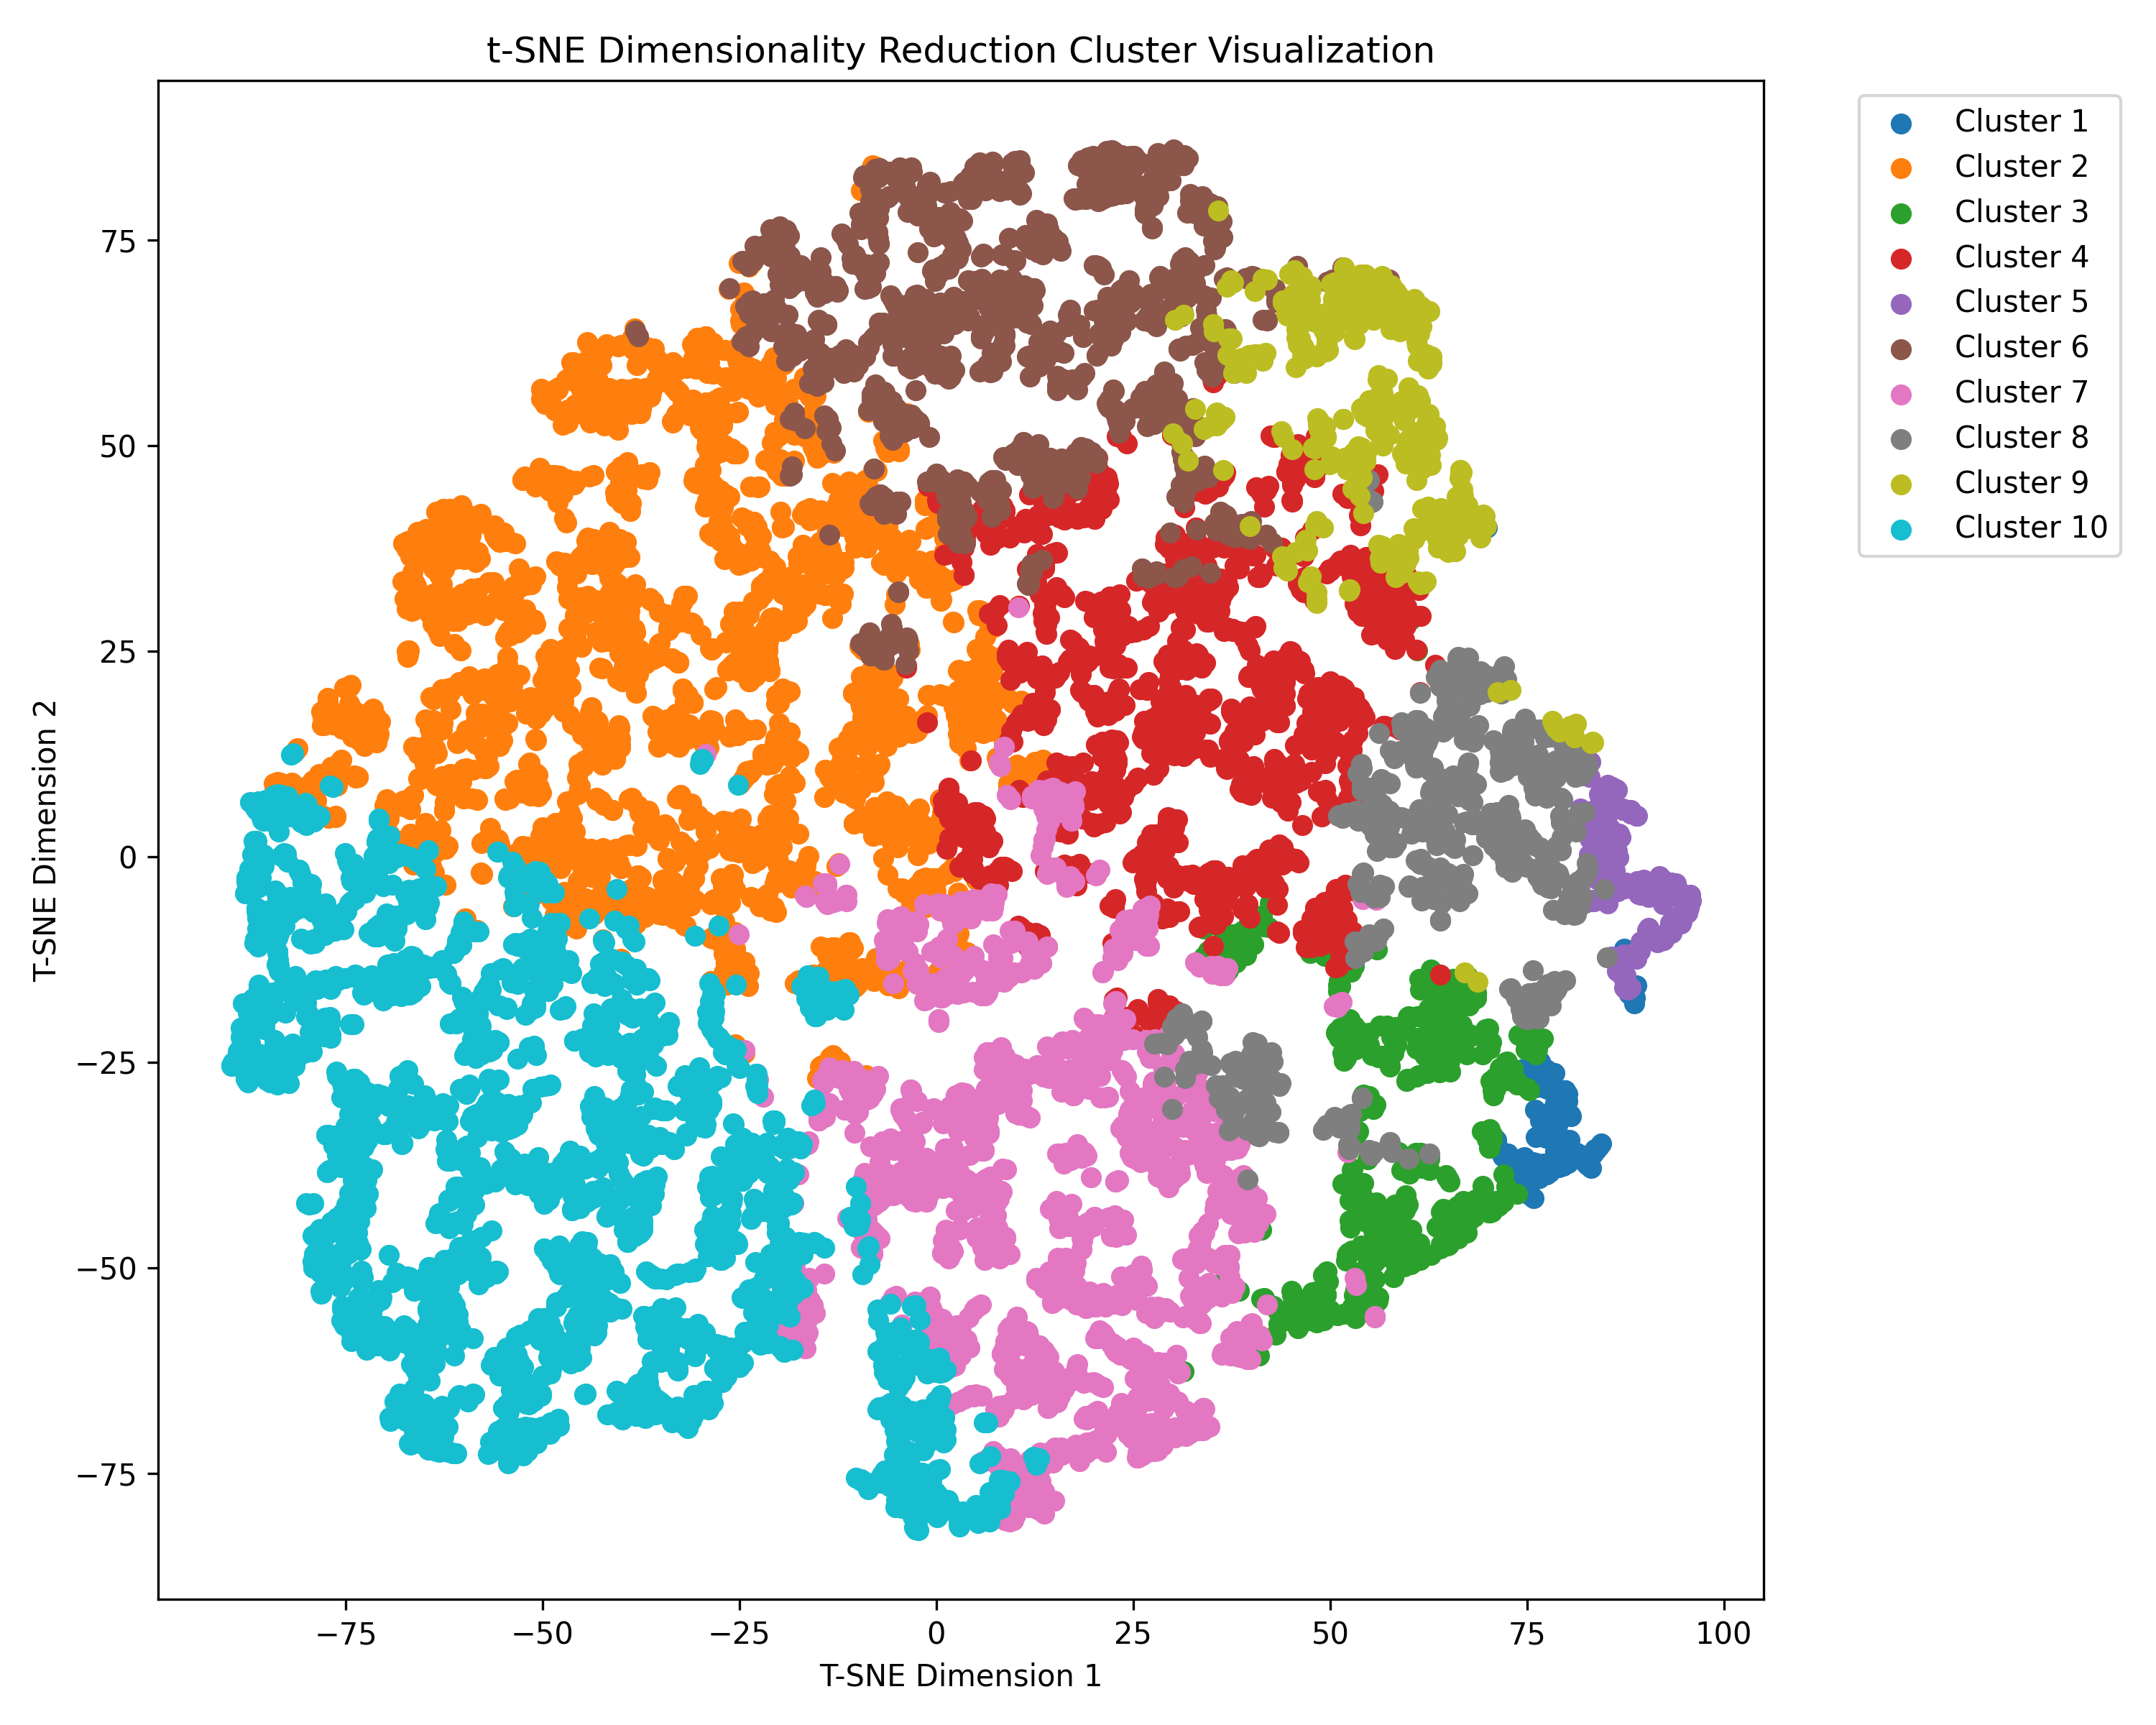 t-SNE Dimensionality Reduction Cluster Visualization
Cluster 1
Cluster 2
Cluster 3
Cluster 4
Cluster 5
Cluster 6
Cluster 7
Cluster 8
Cluster 9
Cluster 10
T-SNE Dimension 2
75
50
25
0
−25
−50
−75
−75 −50 −25 0 25 50 75 100
T-SNE Dimension 1